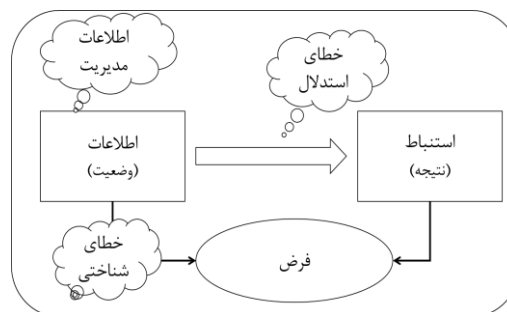 اطلاعات
مدیریت
خطای
استدلال
استنباط
(نتیجه)
اطلاعات
(وضعیت)
خطای
شناختی
فرض